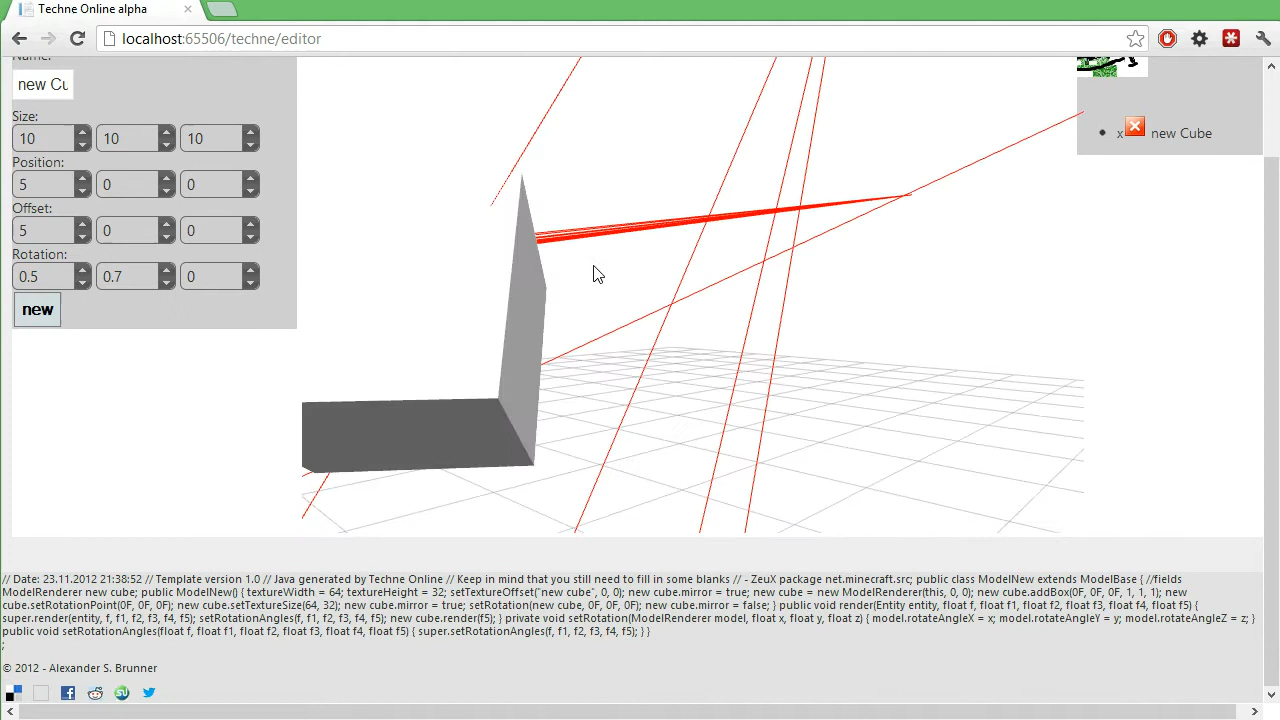 Techne Online alpha
localhost:65506/techne/editor
Name:
new Cu
Size:
10 10 10
Position:
5 0 0
Offset:
5 0 0
Rotation:
0.5 0.7 0
new
x new Cube
// Date: 23.11.2012 21:38:52 // Template version 1.0 // Java generated by Techne Online // Keep in mind that you still need to fill in some blanks // - ZeuX package net.minecraft.src; public class ModelNew extends ModelBase { //fields
ModelRenderer new cube; public ModelNew() { textureWidth = 64; textureHeight = 32; setTextureOffset("new cube", 0, 0); new cube.mirror = true; new cube = new ModelRenderer(this, 0, 0); new cube.addBox(0F, 0F, 0F, 1, 1, 1); new
cube.setRotationPoint(0F, 0F, 0F); new cube.setTextureSize(64, 32); new cube.mirror = true; setRotation(new cube, 0F, 0F, 0F); new cube.mirror = false; } public void render(Entity entity, float f, float f1, float f2, float f3, float f4, float f5) {
super.render(entity, f, f1, f2, f3, f4, f5); setRotationAngles(f, f1, f2, f3, f4, f5); new cube.render(f5); } private void setRotation(ModelRenderer model, float x, float y, float z) { model.rotateAngleX = x; model.rotateAngleY = y; model.rotateAngleZ = z; }
public void setRotationAngles(float f, float f1, float f2, float f3, float f4, float f5) { super.setRotationAngles(f, f1, f2, f3, f4, f5); } }
;
© 2012 - Alexander S. Brunner